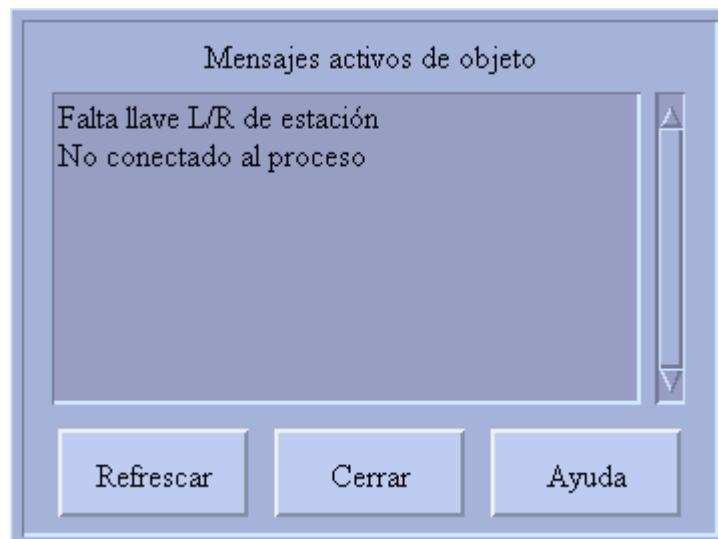 Mensajes activos de objeto
Falta llave L/R de estación
No conectado al proceso
Refrescar
Cerrar
Ayuda